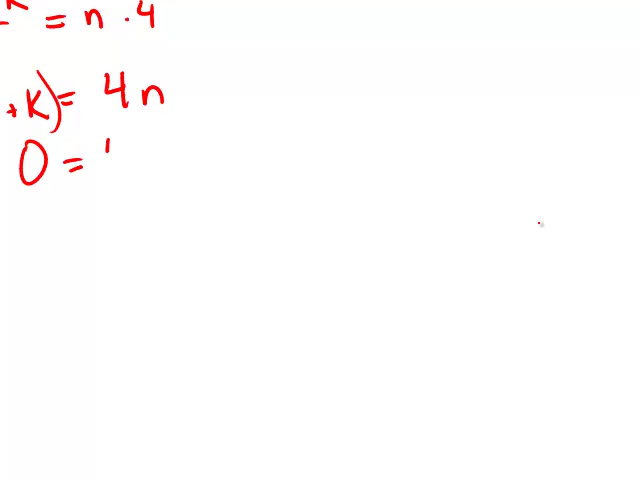 k = n · 4
+k) = 4n
0 =